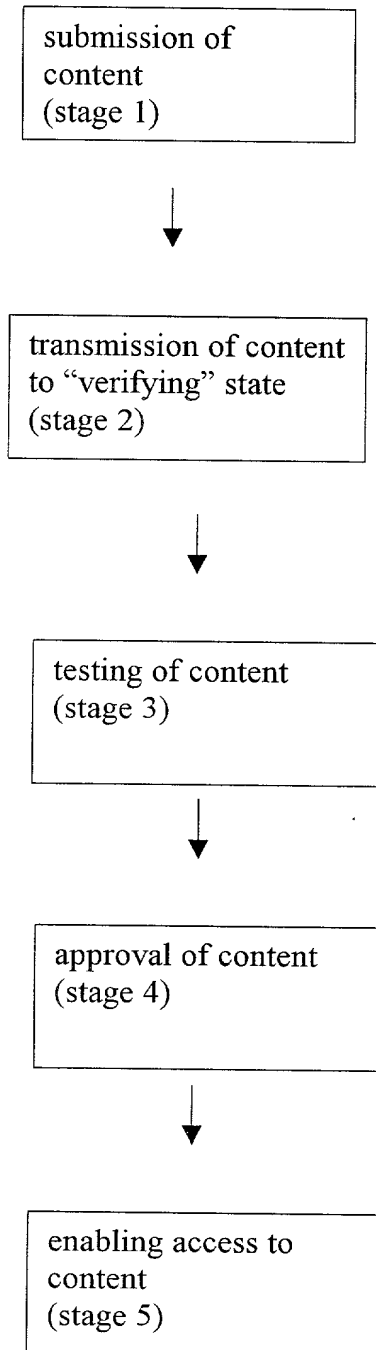 submission of
content
(stage 1)
transmission of content
to “verifying” state
(stage 2)
testing of content
(stage 3)
approval of content
(stage 4)
enabling access to
content
(stage 5)